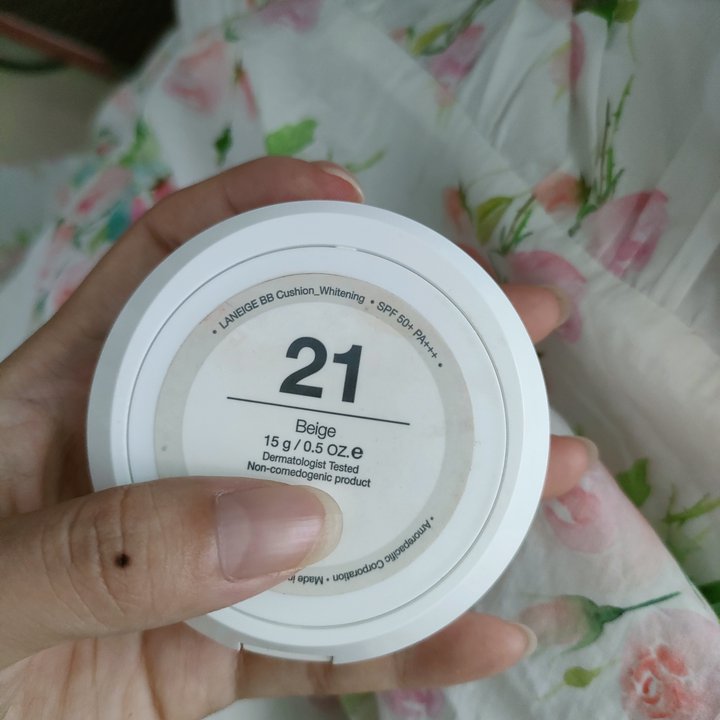 • LANEIGE BB Cushion_Whitening • SPF 50+ PA+++ •
21
Beige
15 g / 0.5 OZ.e
Dermatologist Tested
Non-comedogenic product
• Amorepacific Corporation • Made